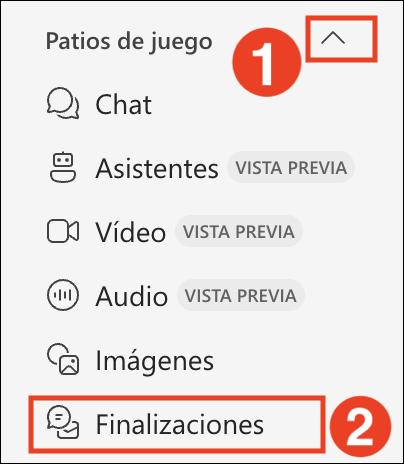 Patios de juego
1
Chat
Asistentes VISTA PREVIA
Vídeo VISTA PREVIA
Audio VISTA PREVIA
Imágenes
Finalizaciones 2